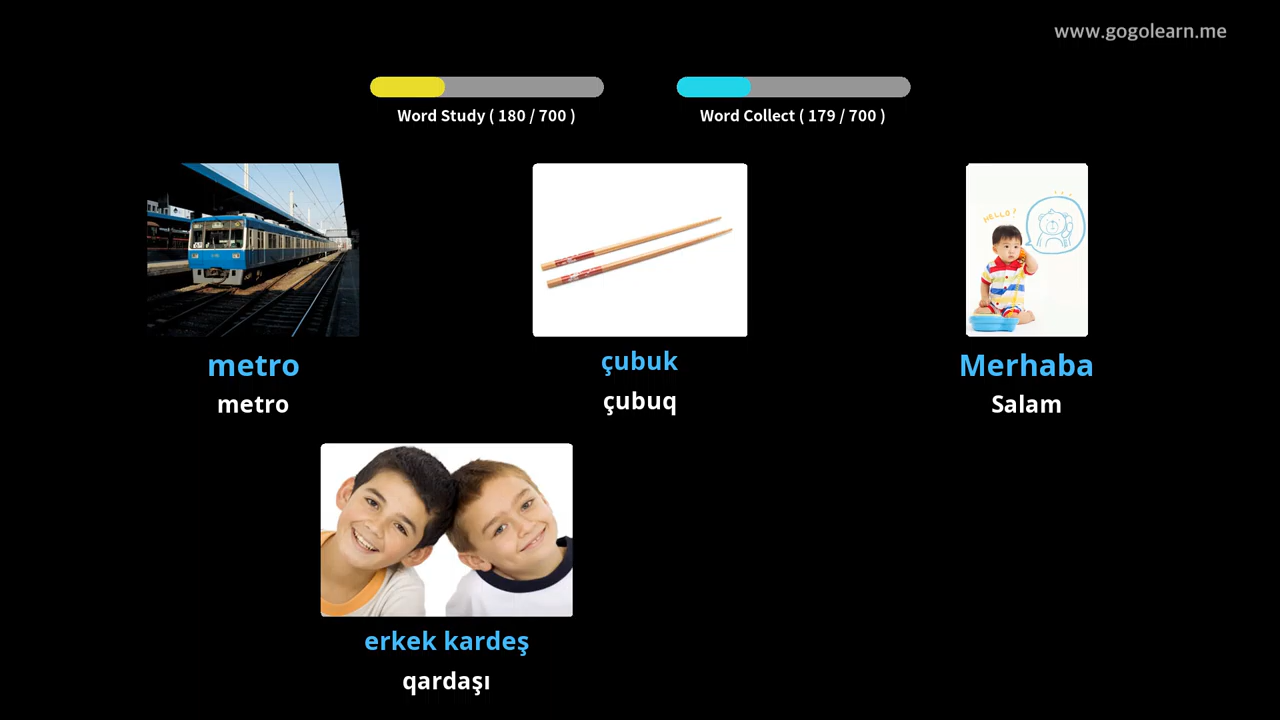 www.gogolearn.me
Word Study ( 180 / 700 )
Word Collect ( 179 / 700 )
HELLO?
metro
metro
çubuk
çubuq
Merhaba
Salam
erkek kardeş
qardaşı